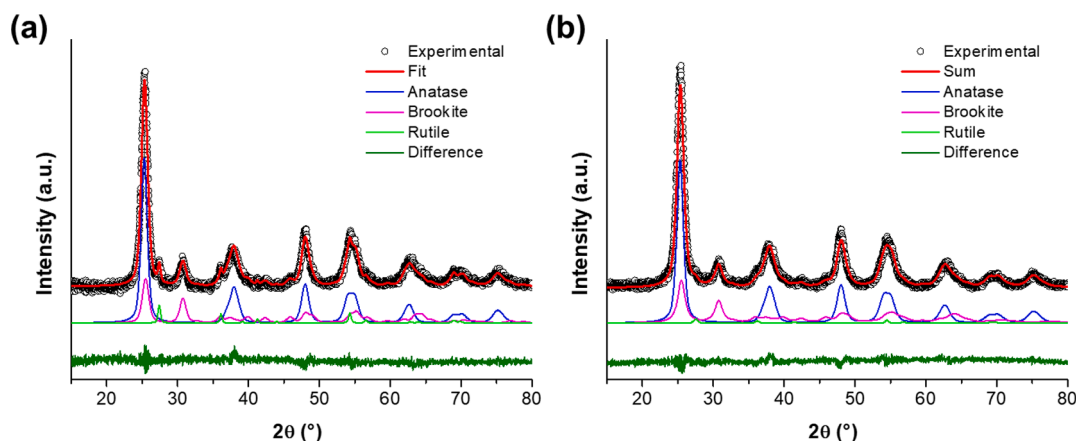 (a)
Experimental
Fit
Anatase
Brookite
Rutile
Difference
Intensity (a.u.)
20 30 40 50 60 70 80
2θ (°)
(b)
Experimental
Sum
Anatase
Brookite
Rutile
Difference
Intensity (a.u.)
20 30 40 50 60 70 80
2θ (°)